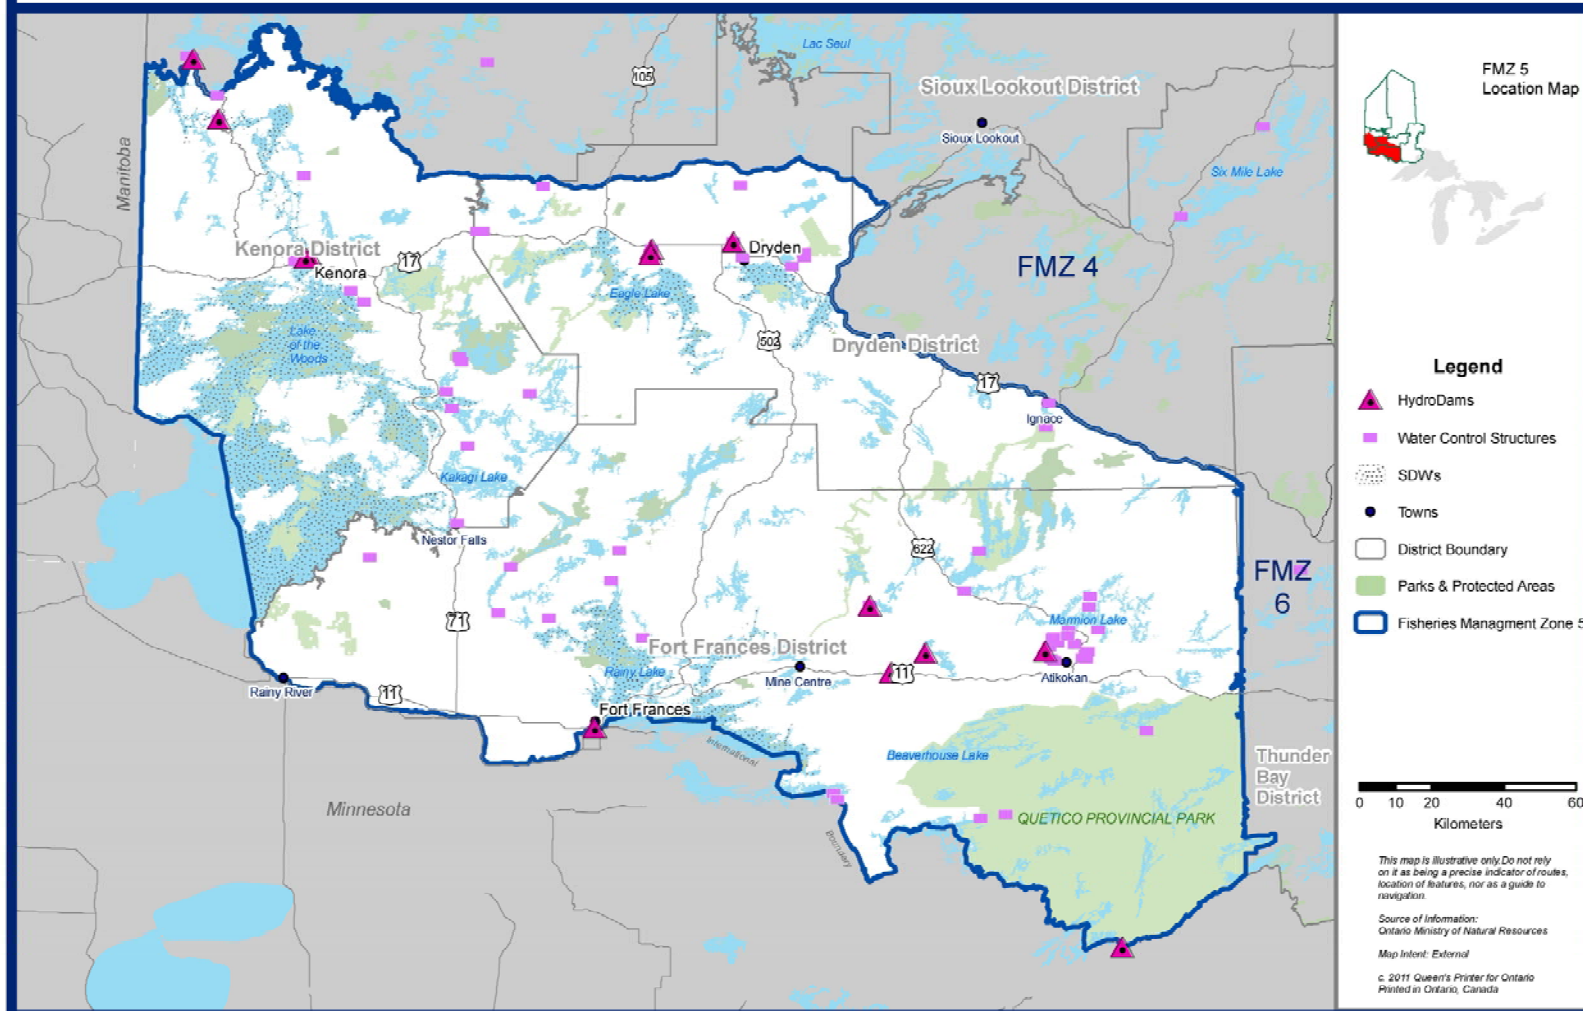 Lac Seul
105
Sioux Lookout District
Sioux Lookout
Six Mile Lake
Manitoba
Kenora District
Kenora
17
Dryden
Eagle Lake
FMZ 4
Lake
of the
Woods
502
Dryden District
17
Ignace
Kakagi Lake
Nestor Falls
622
FMZ
6
71
Marmion Lake
Fort Frances District
Rainy Lake
Mine Centre
11
Atikokan
Rainy River
11
Fort Frances
International
Boundary
Beaverhouse Lake
Thunder
Bay
District
Minnesota
QUETICO PROVINCIAL PARK
FMZ 5
Location Map
Legend
HydroDams
Water Control Structures
SDW's
Towns
District Boundary
Parks & Protected Areas
Fisheries Managment Zone 5
0 10 20 40 60
Kilometers
This map is illustrative only.Do not rely
on it as being a precise indicator of routes,
location of features, nor as a guide to
navigation.
Source of Information:
Ontario Ministry of Natural Resources
Map Intent: External
c. 2011 Queen's Printer for Ontario
Printed in Ontario, Canada